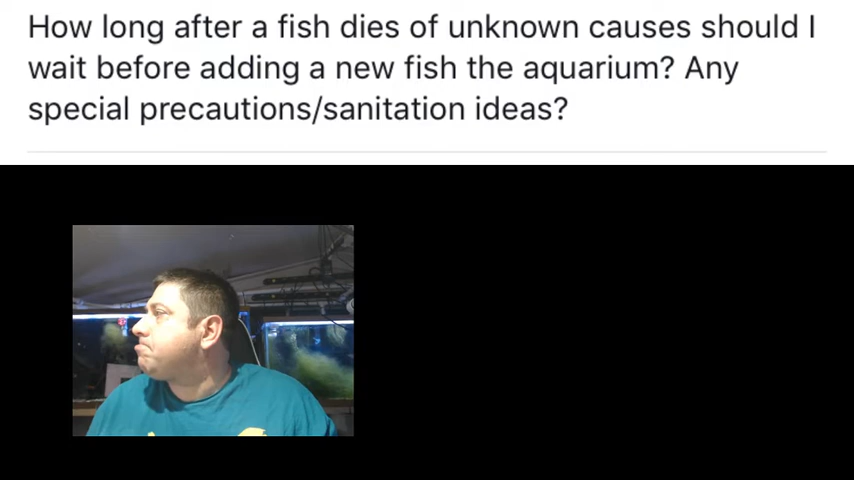 How long after a fish dies of unknown causes should I
wait before adding a new fish the aquarium? Any
special precautions/sanitation ideas?